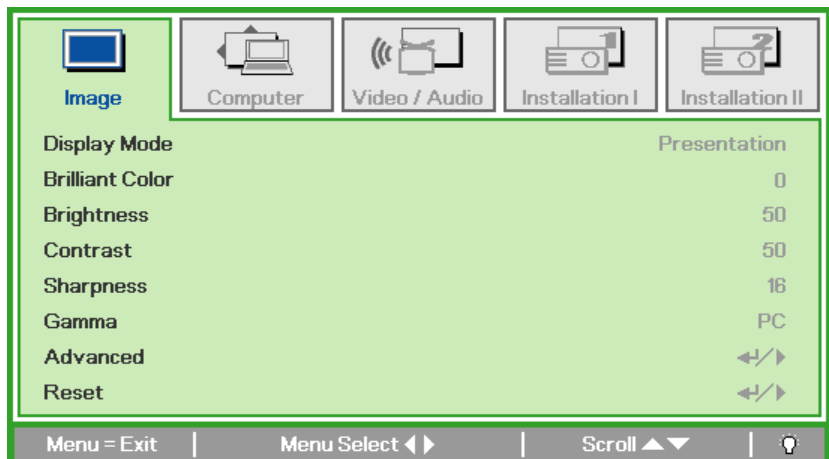 Image Computer Video / Audio Installation I Installation II
Display Mode Presentation
Brilliant Color 0
Brightness 50
Contrast 50
Sharpness 16
Gamma PC
Advanced ↵/▶
Reset ↵/▶
Menu = Exit | Menu Select ◀▶ | Scroll ▲▼ |